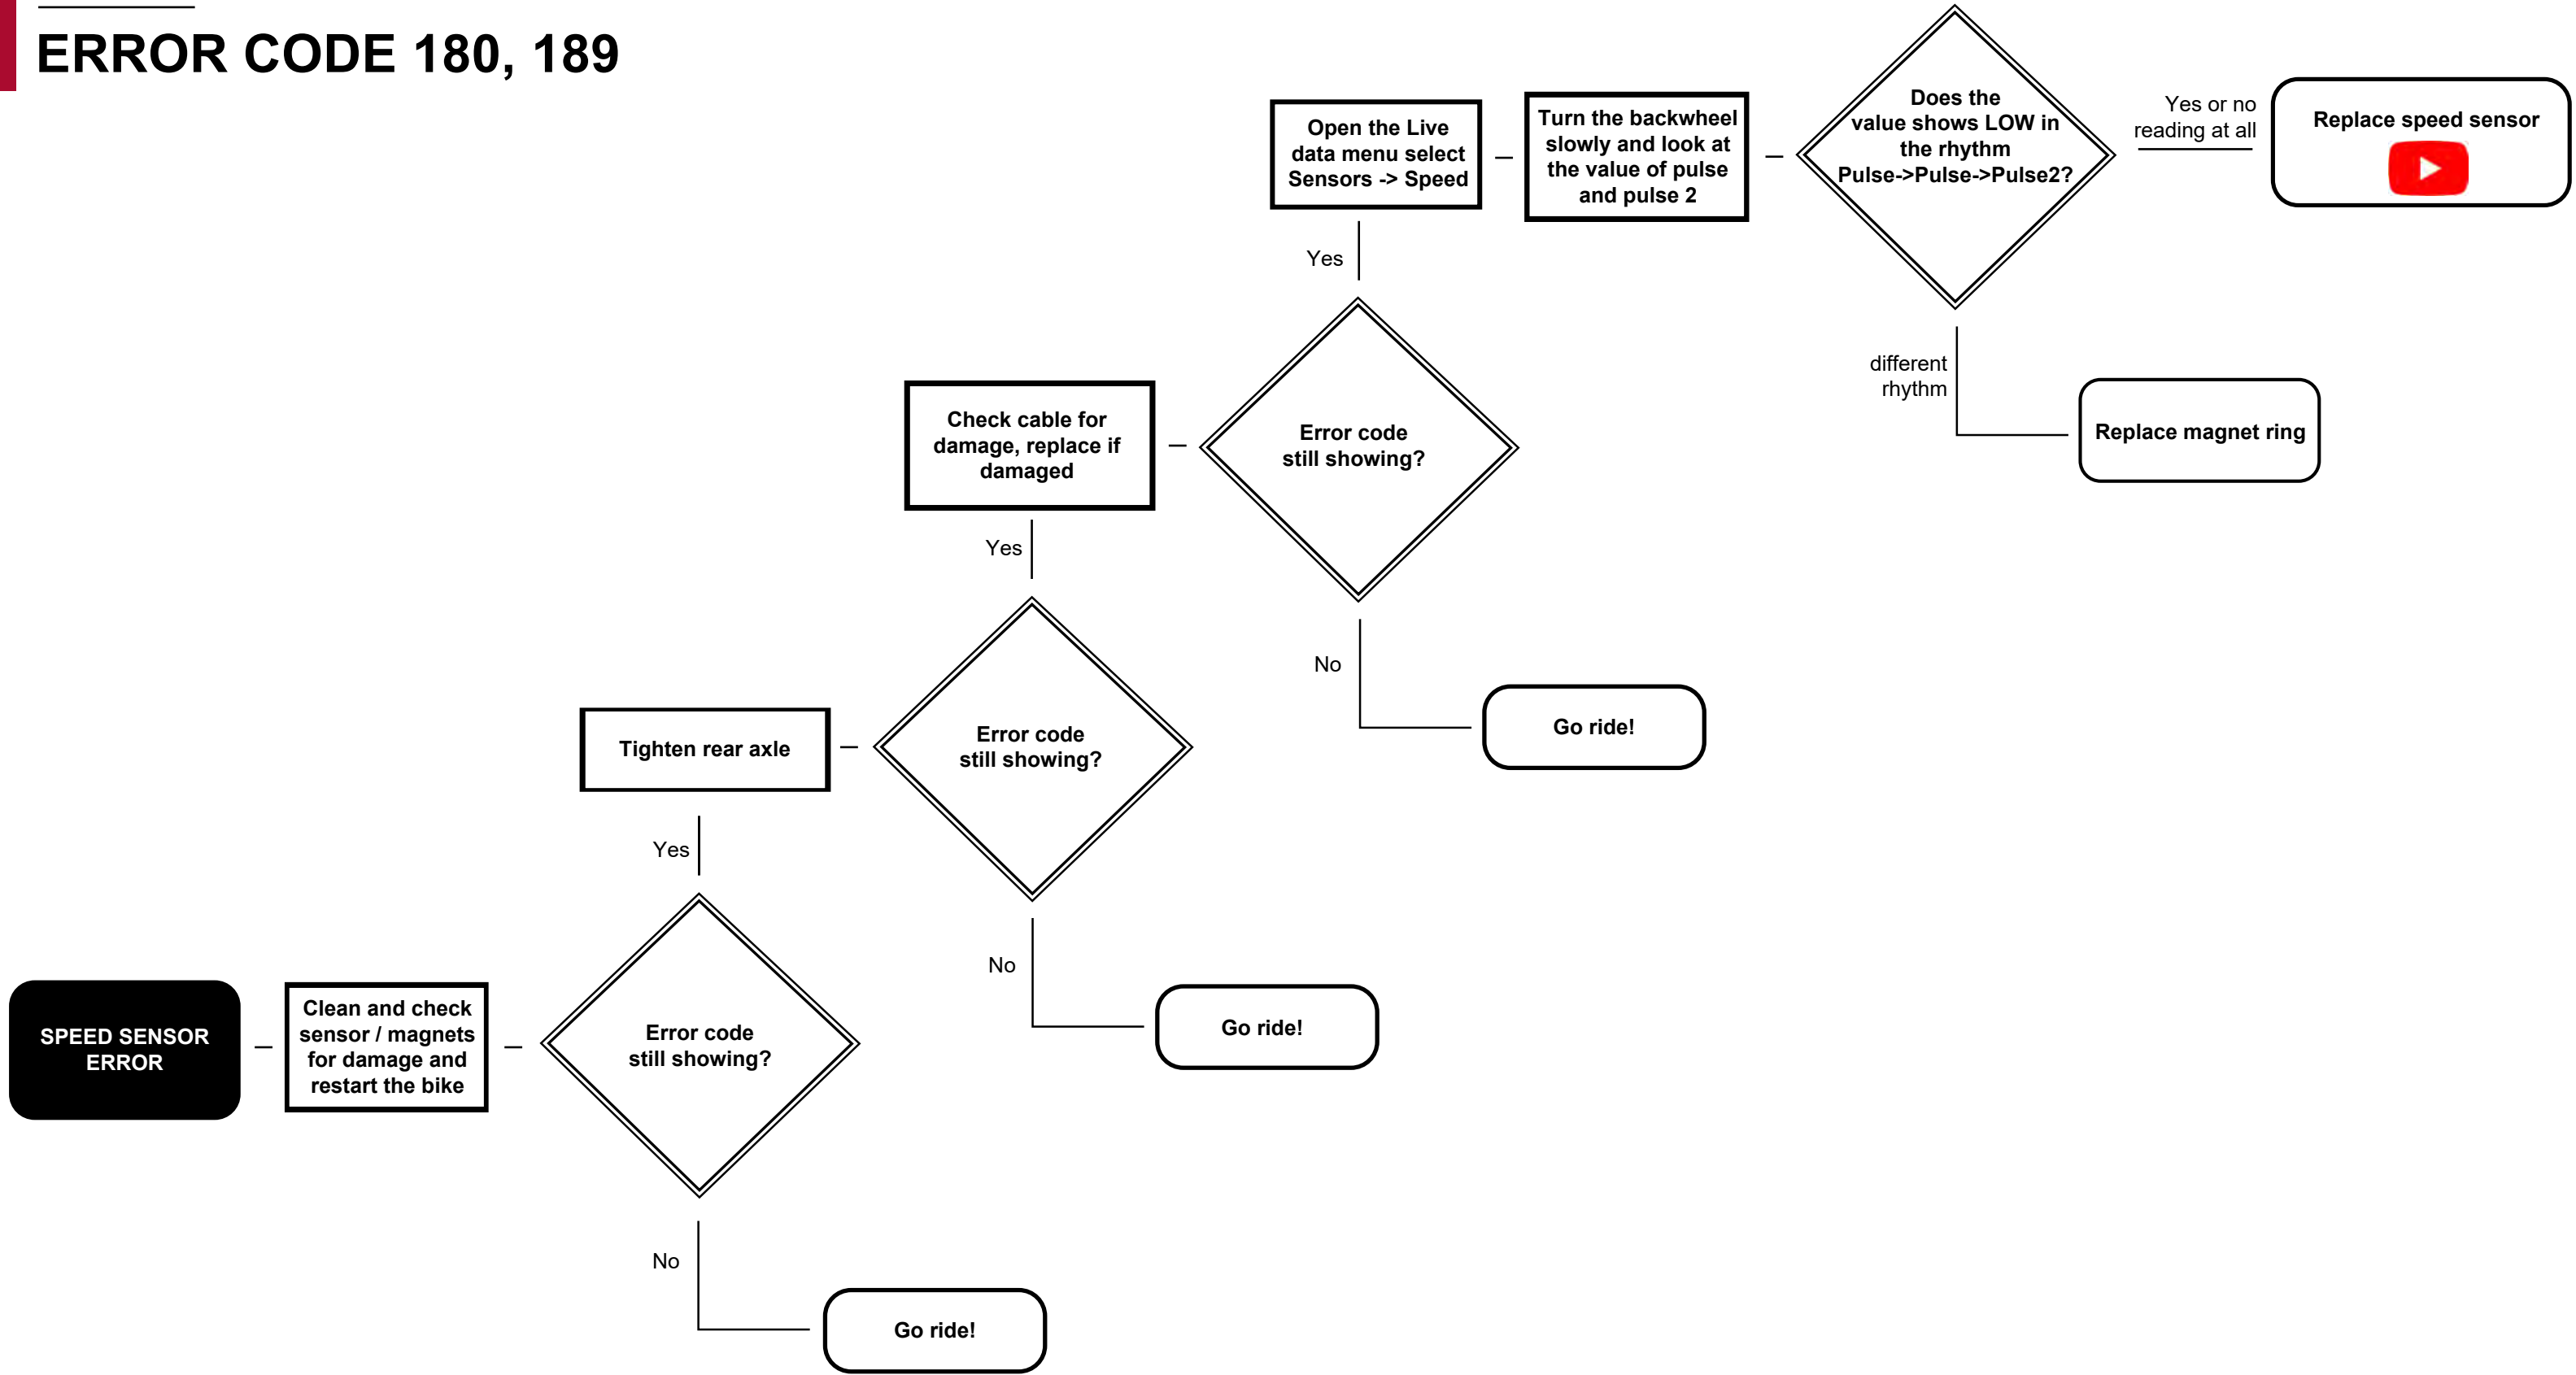 ERROR CODE 180, 189
SPEED SENSOR
ERROR
Clean and check
sensor / magnets
for damage and
restart the bike
Error code
still showing?
No
Go ride!
Yes
Tighten rear axle
Error code
still showing?
No
Go ride!
Yes
Check cable for
damage, replace if
damaged
Error code
still showing?
No
Go ride!
Yes
Open the Live
data menu select
Sensors -> Speed
Turn the backwheel
slowly and look at
the value of pulse
and pulse 2
Does the
value shows LOW in
the rhythm
Pulse->Pulse->Pulse2?
Yes or no
reading at all
Replace speed sensor
different
rhythm
Replace magnet ring